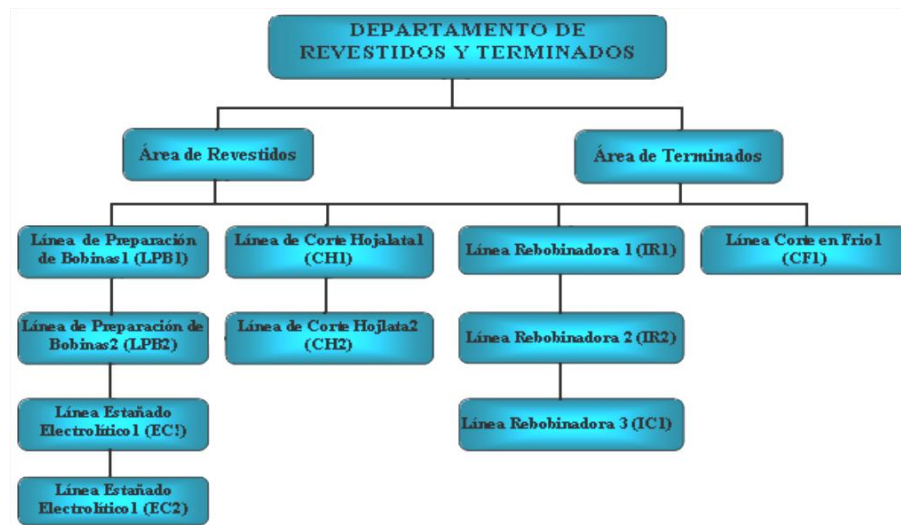 DEPARTAMENTO DE
REVESTIDOS Y TERMINADOS
Área de Revestidos
Área de Terminados
Línea de Preparación
de Bobinas1 (LPB1)
Línea de Corte Hojalata1
(CH1)
Línea Rebobinadora 1 (IR1)
Línea Corte en Frio1
(CF1)
Línea de Preparación de
Bobinas2 (LPB2)
Línea de Corte Hojlata2
(CH2)
Línea Rebobinadora 2 (IR2)
Línea Estañado
Electrolítico1 (EC!)
Línea Rebobinadora 3 (IC1)
Línea Estañado
Electrolítico1 (EC2)